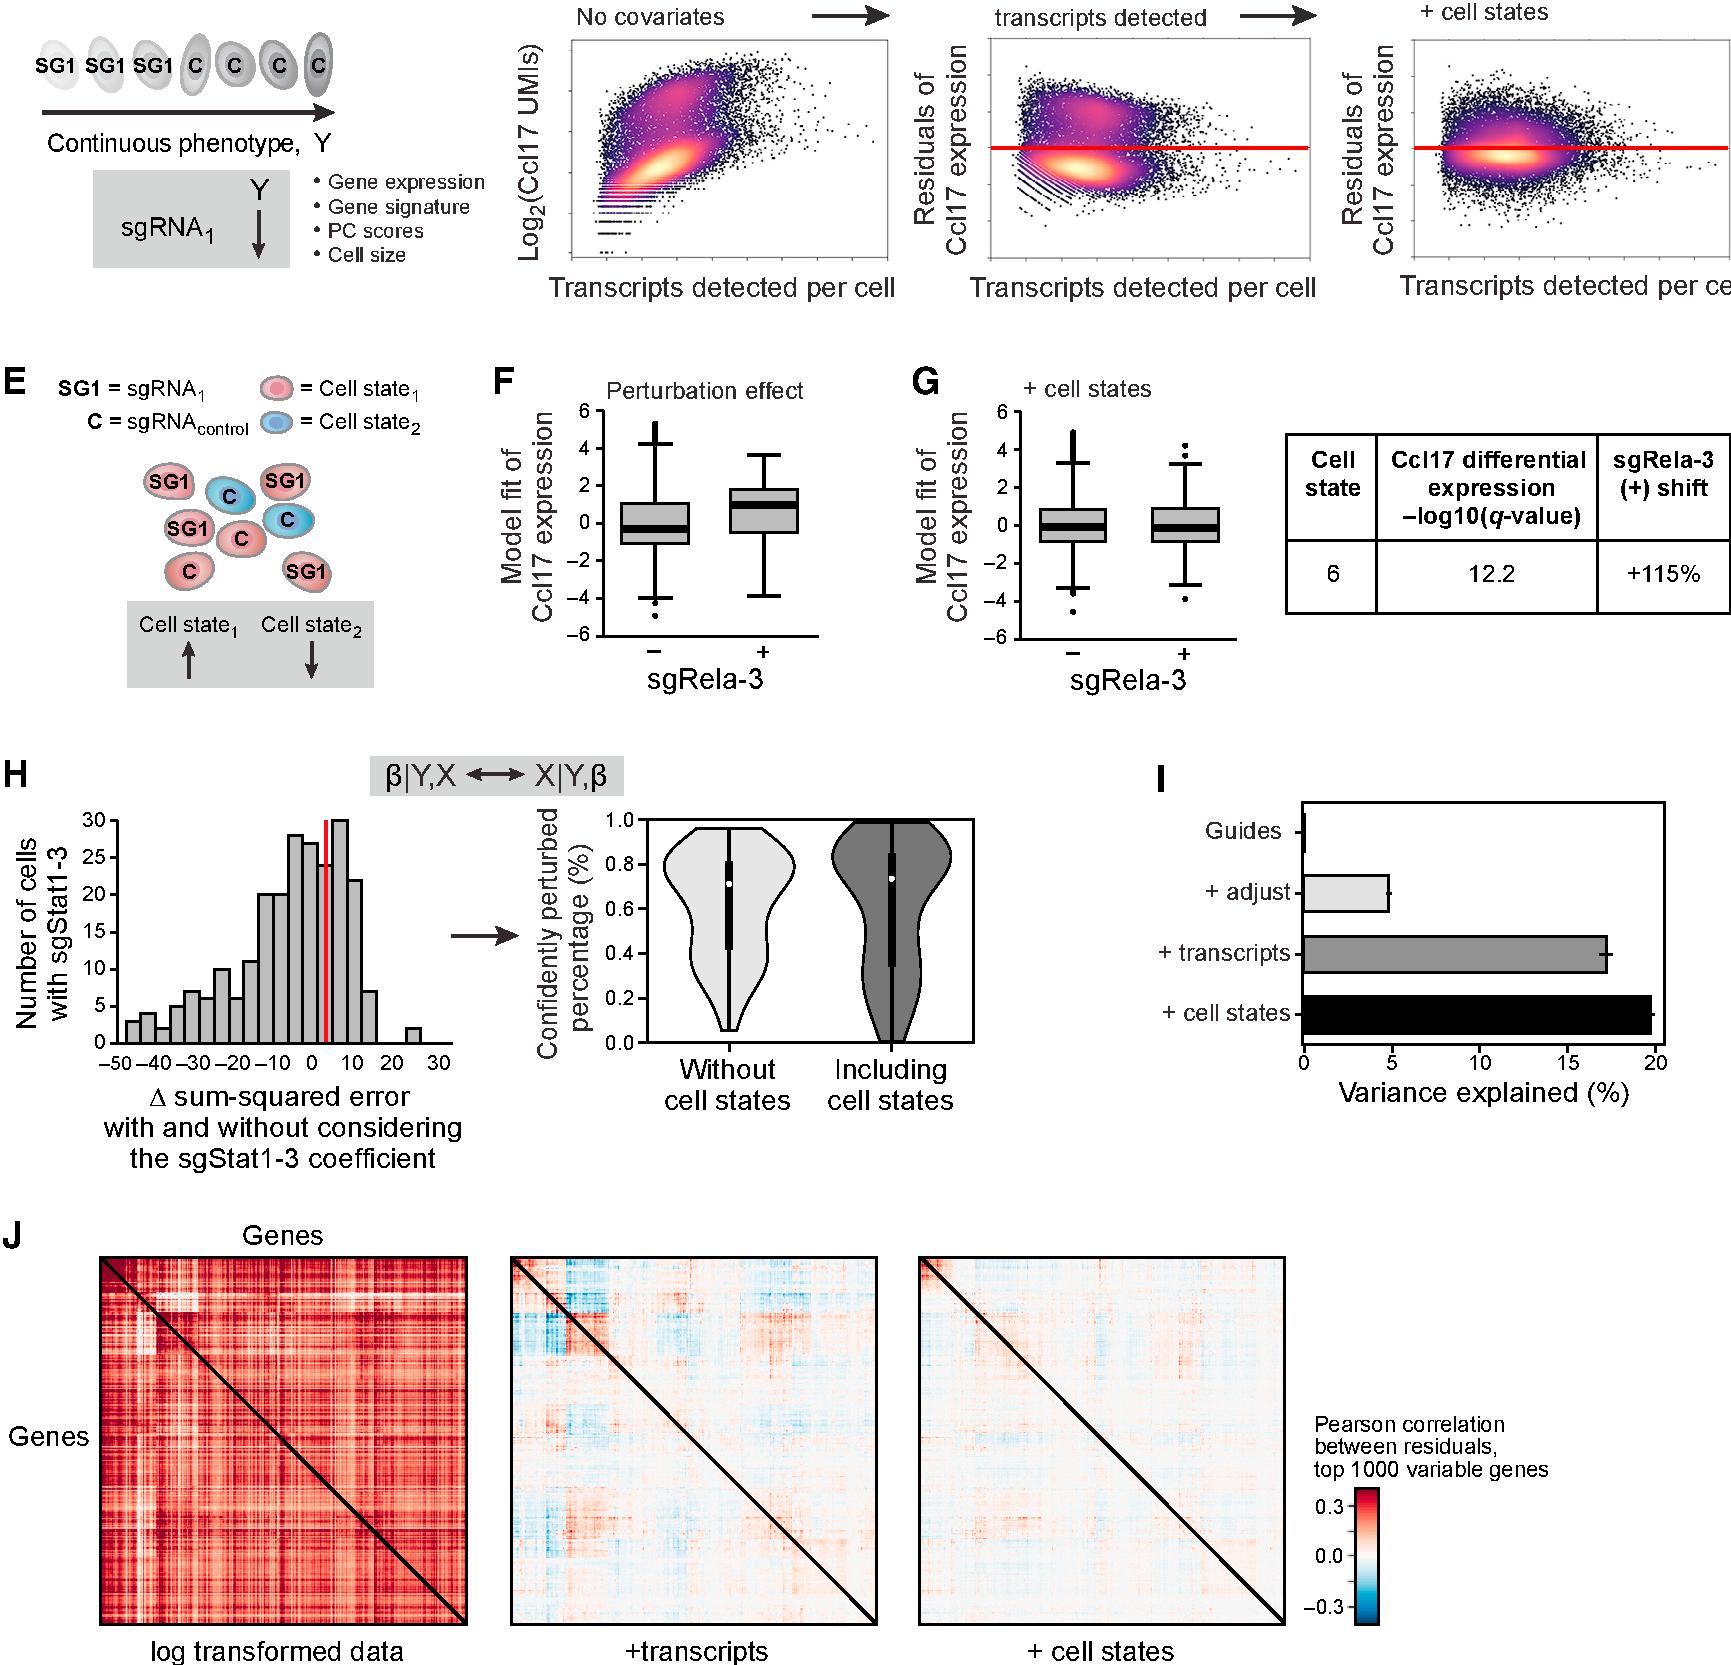 No covariates
transcripts detected
+ cell states
SG1 SG1 SG1 C C C C
Continuous phenotype, Y
sgRNA1
Y
• Gene expression
• Gene signature
• PC scores
• Cell size
Log2(Ccl17 UMIs)
Transcripts detected per cell
Residuals of
Ccl17 expression
Transcripts detected per cell
Residuals of
Ccl17 expression
Transcripts detected per ce
E
SG1 = sgRNA1
= Cell state1
C = sgRNAcontrol
= Cell state2
SG1
C
SG1
SG1
C
C
C
SG1
Cell state1
Cell state2
F
Perturbation effect
Model fit of
Ccl17 expression
6
4
2
0
–2
–4
–6
– +
sgRela-3
G
+ cell states
Model fit of
Ccl17 expression
6
4
2
0
–2
–4
–6
– +
sgRela-3
Cell
state
Ccl17 differential
expression
–log10(q-value)
sgRela-3
(+) shift
6
12.2
+115%
H
β|Y,X X|Y,β
Number of cells
with sgStat1-3
30
25
20
15
10
5
0
–50 –40 –30 –20 –10 0 10 20 30
Δ sum-squared error
with and without considering
the sgStat1-3 coefficient
Confidently perturbed
percentage (%)
1.0
0.8
0.6
0.4
0.2
0.0
Without
cell states
Including
cell states
I
Guides
+ adjust
+ transcripts
+ cell states
0 5 10 15 20
Variance explained (%)
J
Genes
Genes
log transformed data
+transcripts
+ cell states
Pearson correlation
between residuals,
top 1000 variable genes
0.3
0.0
–0.3